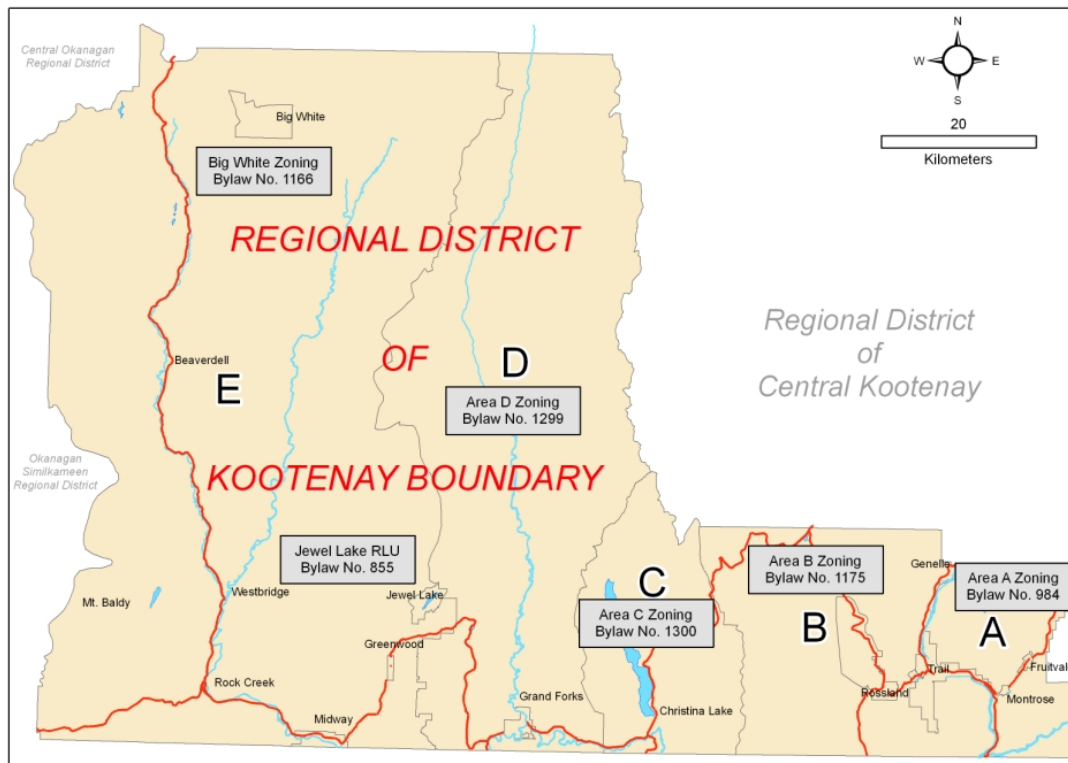 Central Okanagan
Regional District
N
W
E
S
20
Kilometers
Big White
Big White Zoning
Bylaw No. 1166
REGIONAL DISTRICT
OF
KOOTENAY BOUNDARY
Regional District
of
Central Kootenay
Beaverdell
E
D
Area D Zoning
Bylaw No. 1299
Okanagan
Similkameen
Regional District
Jewel Lake RLU
Bylaw No. 855
Mt. Baldy
Westbridge
Jewel Lake
Greenwood
Rock Creek
Midway
Grand Forks
C
Area C Zoning
Bylaw No. 1300
Christina Lake
Area B Zoning
Bylaw No. 1175
B
Genelle
Area A Zoning
Bylaw No. 984
A
Rossland
Trail
Fruitval
Montrose